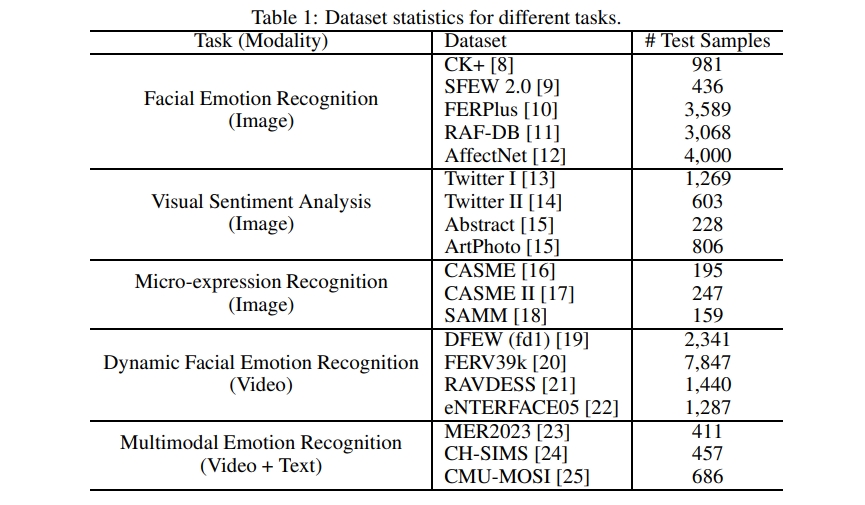 Table 1: Dataset statistics for different tasks.
Task (Modality) Dataset # Test Samples
Facial Emotion Recognition
(Image)
CK+ [8] 981
SFEW 2.0 [9] 436
FERPlus [10] 3,589
RAF-DB [11] 3,068
AffectNet [12] 4,000
Visual Sentiment Analysis
(Image)
Twitter I [13] 1,269
Twitter II [14] 603
Abstract [15] 228
ArtPhoto [15] 806
Micro-expression Recognition
(Image)
CASME [16] 195
CASME II [17] 247
SAMM [18] 159
Dynamic Facial Emotion Recognition
(Video)
DFEW (fd1) [19] 2,341
FERV39k [20] 7,847
RAVDESS [21] 1,440
eNTERFACE05 [22] 1,287
Multimodal Emotion Recognition
(Video + Text)
MER2023 [23] 411
CH-SIMS [24] 457
CMU-MOSI [25] 686